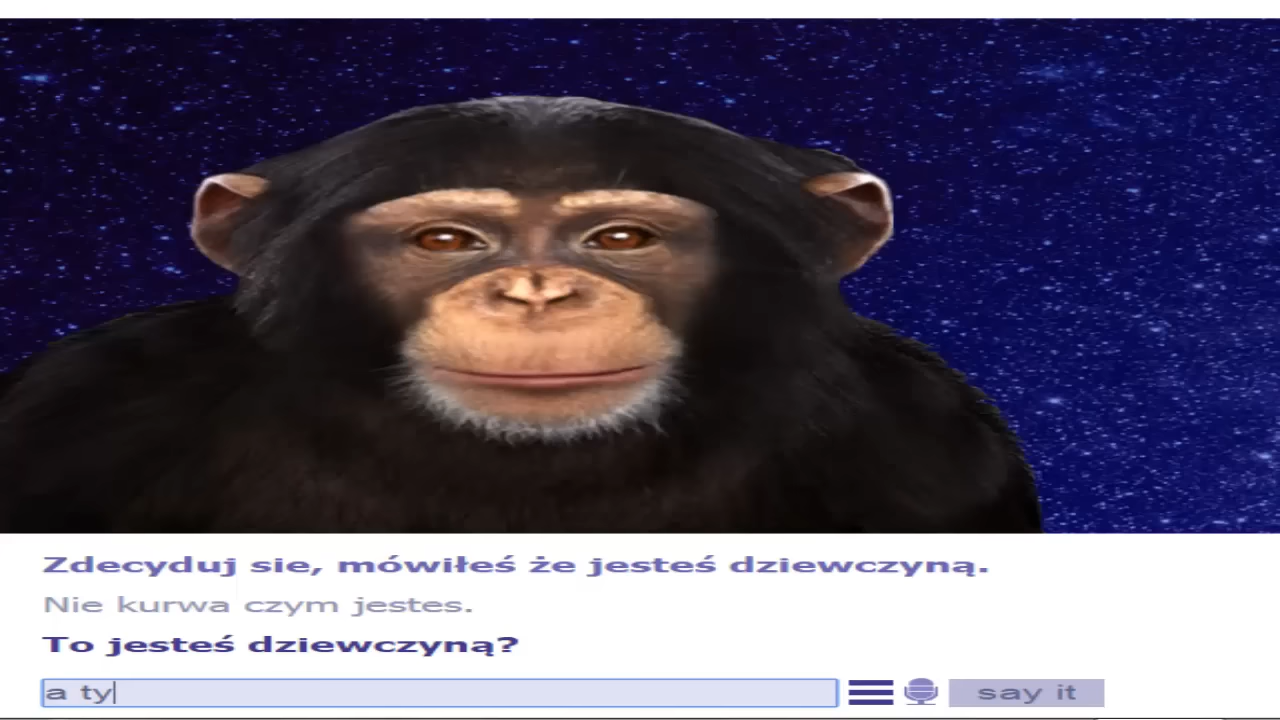 Zdecyduj sie, mówiłeś że jesteś dziewczyną.
Nie kurwa czym jestes.
To jesteś dziewczyną?
a ty
say it